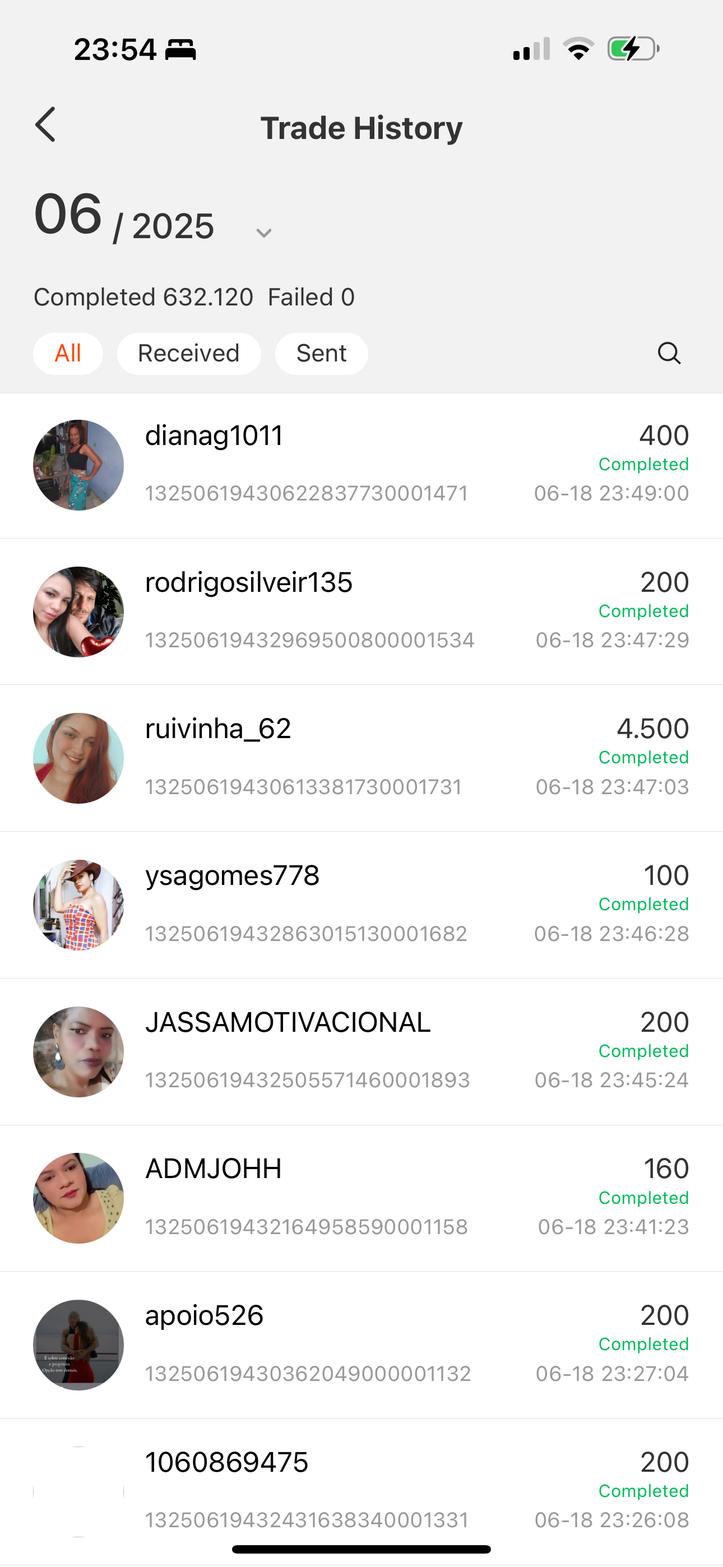 23:54
Trade History
06 / 2025
Completed 632.120 Failed 0
All Received Sent
dianag1011 400
Completed
13250619430622837730001471 06-18 23:49:00
rodrigosilveir135 200
Completed
13250619432969500800001534 06-18 23:47:29
ruivinha_62 4.500
Completed
13250619430613381730001731 06-18 23:47:03
ysagomes778 100
Completed
13250619432863015130001682 06-18 23:46:28
JASSAMOTIVACIONAL 200
Completed
13250619432505571460001893 06-18 23:45:24
ADMJOHH 160
Completed
13250619432164958590001158 06-18 23:41:23
apoio526 200
Completed
13250619430362049000001132 06-18 23:27:04
1060869475 200
Completed
13250619432431638340001331 06-18 23:26:08